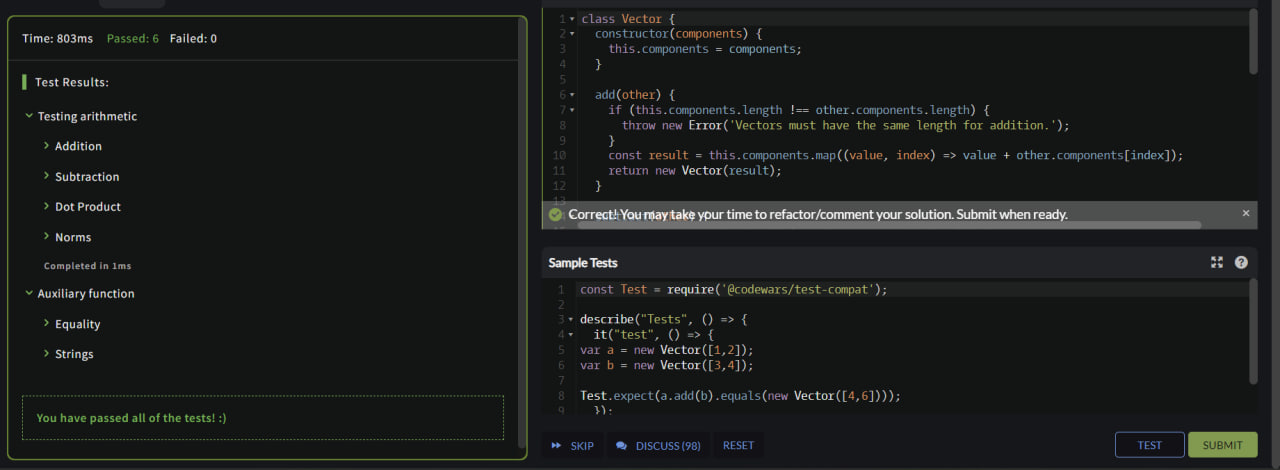 Time: 803ms Passed: 6 Failed: 0
Test Results:
Testing arithmetic
Addition
Subtraction
Dot Product
Norms
Completed in 1ms
Auxiliary function
Equality
Strings
You have passed all of the tests! :)
1 class Vector {
2 constructor(components) {
3 this.components = components;
4 }
5
6 add(other) {
7 if (this.components.length !== other.components.length) {
8 throw new Error('Vectors must have the same length for addition.');
9 }
10 const result = this.components.map((value, index) => value + other.components[index]);
11 return new Vector(result);
12 }
13
Correct! You may take your time to refactor/comment your solution. Submit when ready. ×
Sample Tests
1 const Test = require('@codewars/test-compat');
2
3 describe("Tests", () => {
4 it("test", () => {
5 var a = new Vector([1,2]);
6 var b = new Vector([3,4]);
7
8 Test.expect(a.add(b).equals(new Vector([4,6])));
9 });
SKIP DISCUSS (98) RESET TEST SUBMIT